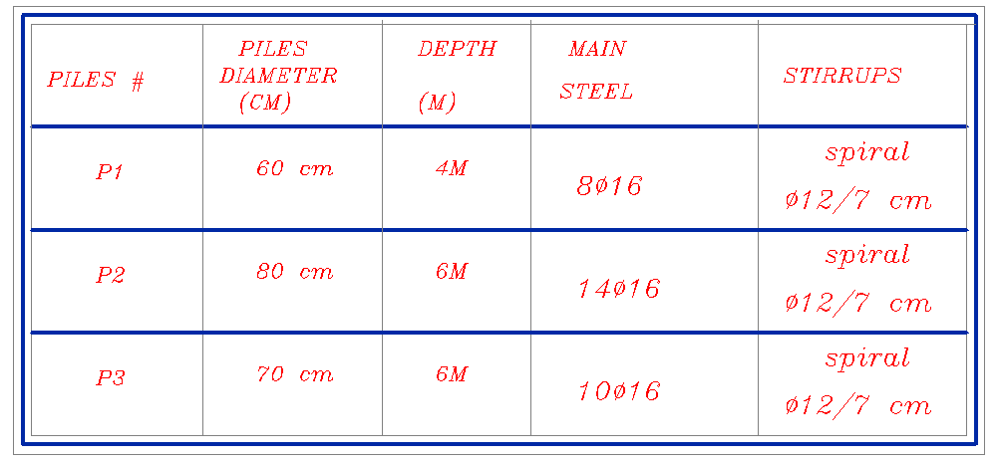 PILES #
PILES
DIAMETER
(CM)
DEPTH
(M)
MAIN
STEEL
STIRRUPS
P1
60 cm
4M
8ø16
spiral
ø12/7 cm
P2
80 cm
6M
14ø16
spiral
ø12/7 cm
P3
70 cm
6M
10ø16
spiral
ø12/7 cm